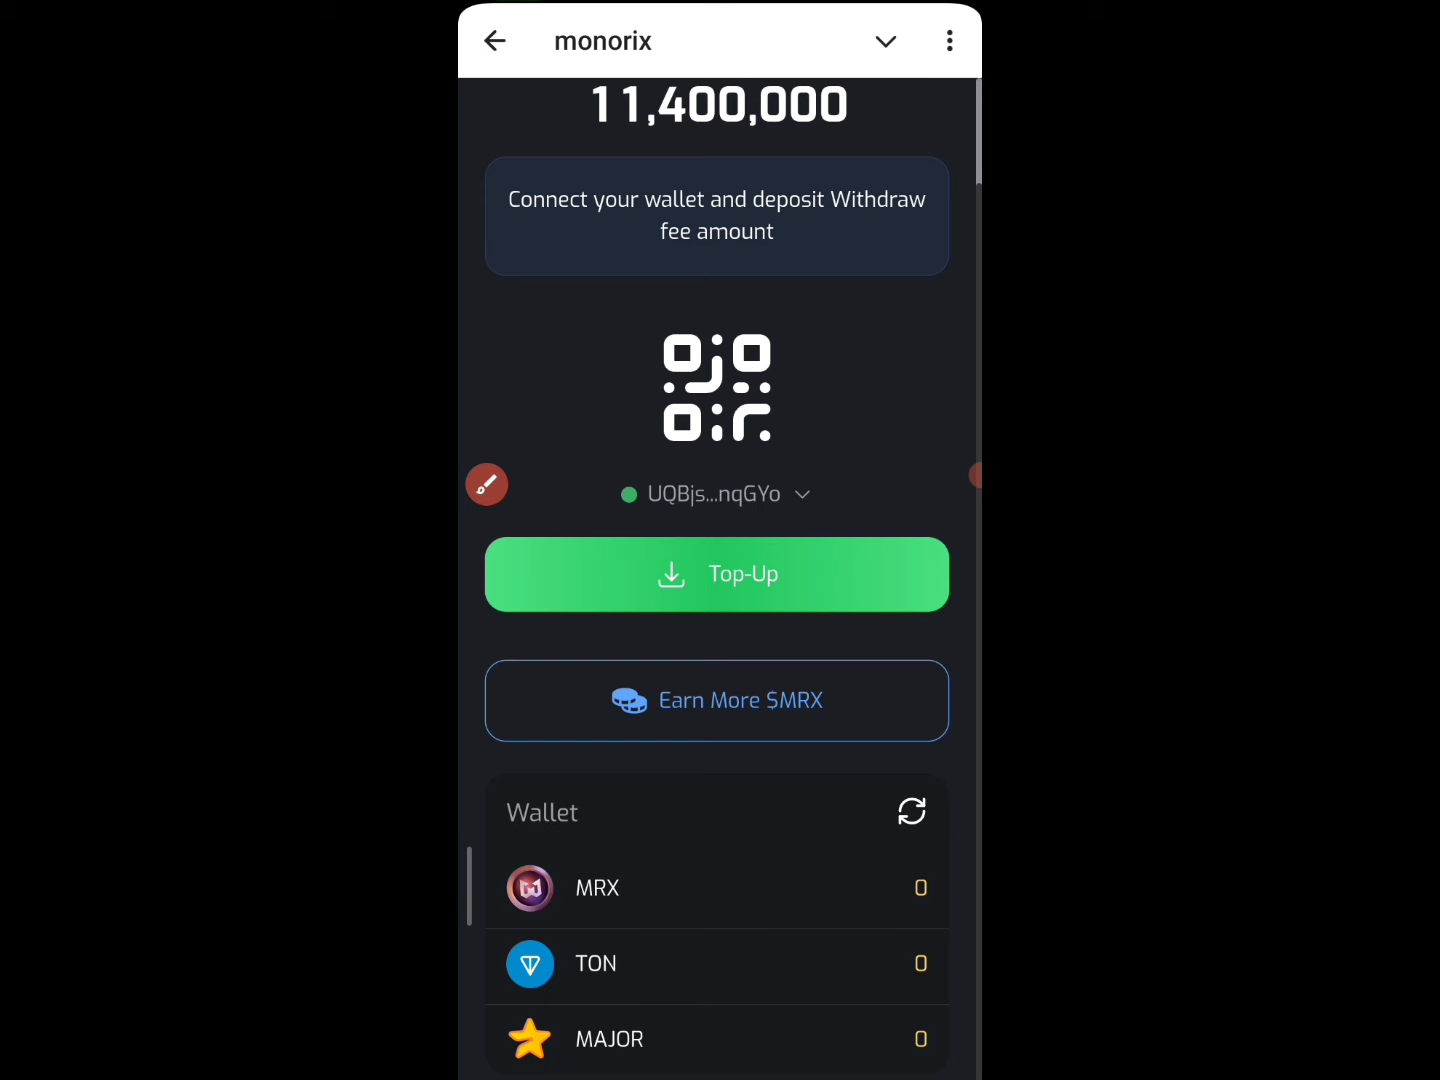 monorix
11,400,000
Connect your wallet and deposit Withdraw
fee amount
UQBjs...nqGYo
Top-Up
Earn More $MRX
Wallet
MRX 0
TON 0
MAJOR 0